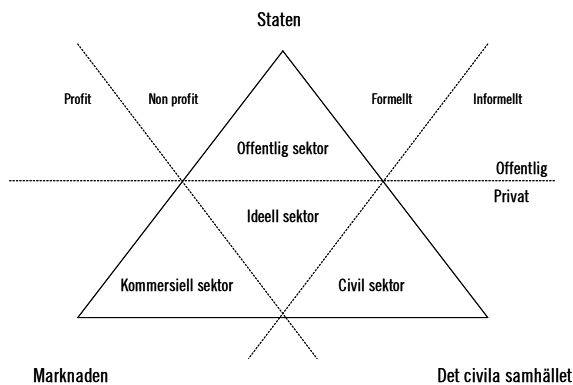 Staten
Profit
Non profit
Formellt
Informellt
Offentlig sektor
Offentlig
Privat
Ideell sektor
Kommersiell sektor
Civil sektor
Marknaden
Det civila samhället